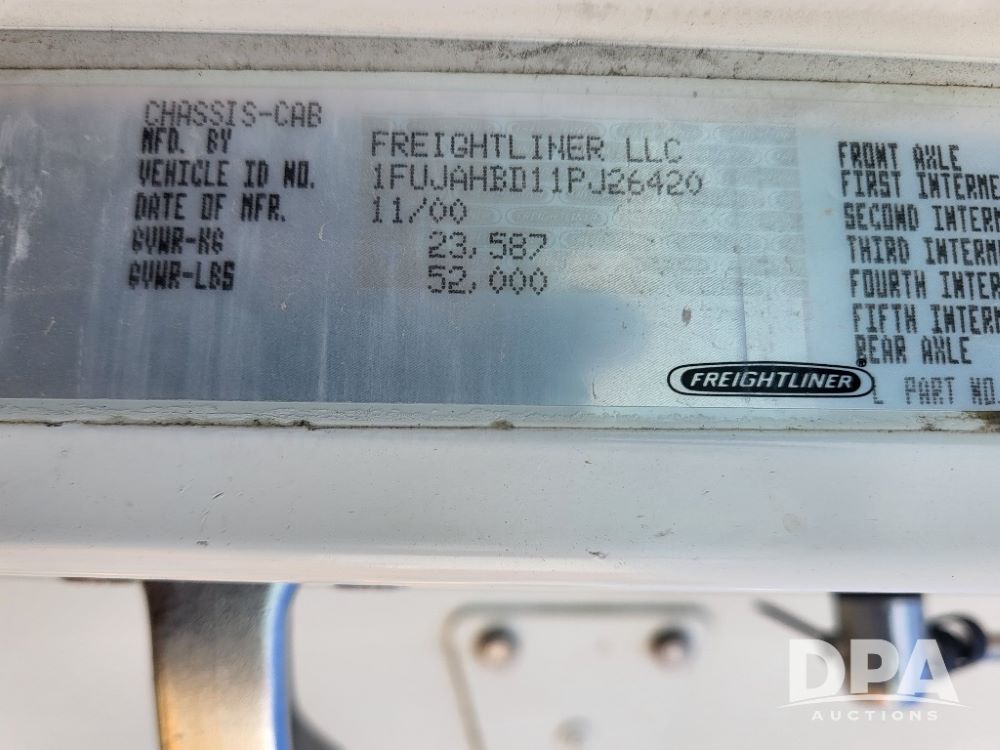 CHASSIS-CAB
MFD. BY FREIGHTLINER LLC
VEHICLE ID NO. 1FUJAHBD11PJ26420
DATE OF MFR. 11/00
GVWR-KG 23,587
GVWR-LBS 52,000
FRONT AXLE
FIRST INTERME
SECOND INTERM
THIRD INTERME
FOURTH INTER
FIFTH INTERM
REAR AXLE
FREIGHTLINER®
L PART NO.
DPA
AUCTIONS